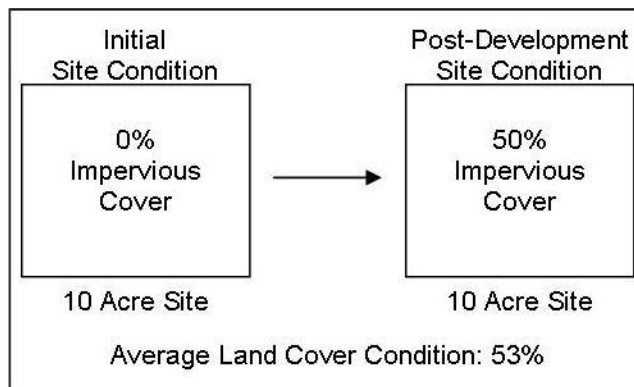 Initial
Site Condition
0%
Impervious
Cover
10 Acre Site
Post-Development
Site Condition
50%
Impervious
Cover
10 Acre Site
Average Land Cover Condition: 53%